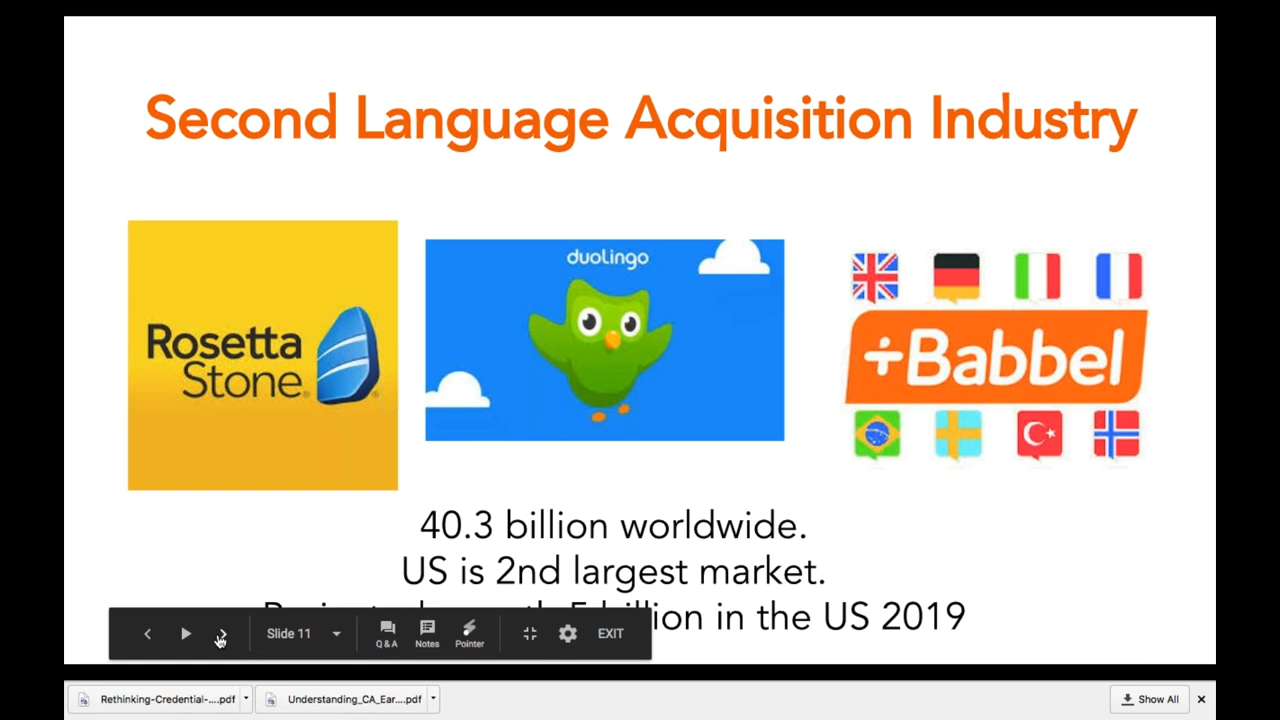 Second Language Acquisition Industry
Rosetta
Stone
duolingo
+Babbel
40.3 billion worldwide.
US is 2nd largest market.
in the US 2019
Slide 11
Q & A
Notes
Pointer
EXIT
Rethinking-Credential-....pdf
Understanding_CA_Ear....pdf
Show All